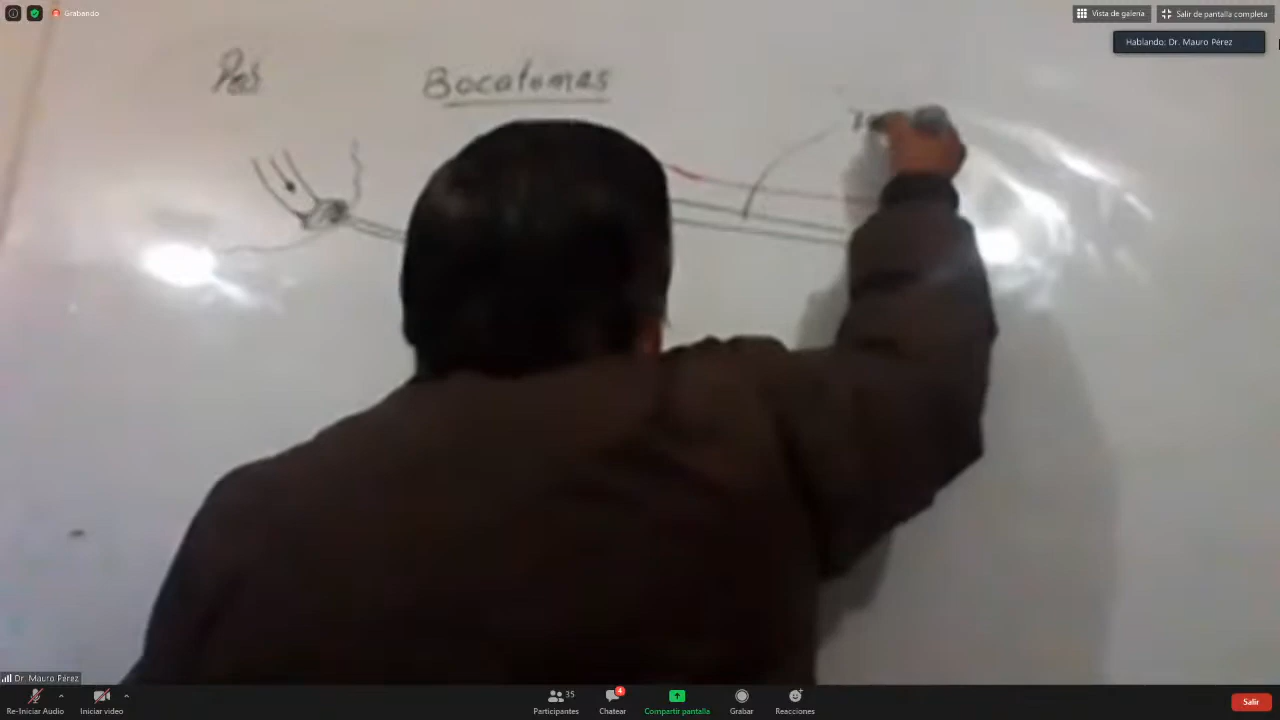 Grabando
Vista de galería
Salir de pantalla completa
Hablando: Dr. Mauro Pérez
Bocatomas
Dr. Mauro Pérez
Re-Iniciar Audio
Iniciar video
35
Participantes
4
Chatear
Compartir pantalla
Grabar
Reacciones
Salir